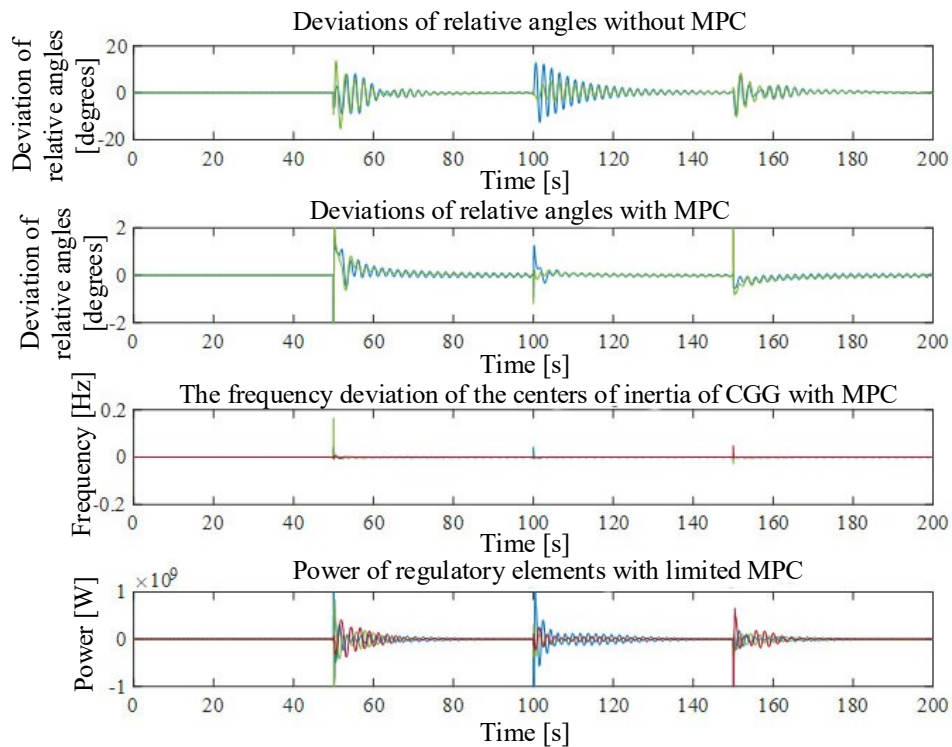 Deviations of relative angles without MPC
Deviation of
relative angles
[degrees]
20
0
-20
0 20 40 60 80 100 120 140 160 180 200
Time [s]
Deviations of relative angles with MPC
Deviation of
relative angles
[degrees]
2
0
-2
0 20 40 60 80 100 120 140 160 180 200
Time [s]
The frequency deviation of the centers of inertia of CGG with MPC
Frequency [Hz]
0.2
0
-0.2
0 20 40 60 80 100 120 140 160 180 200
Time [s]
Power of regulatory elements with limited MPC
×10⁹
Power [W]
1
0
-1
0 20 40 60 80 100 120 140 160 180 200
Time [s]